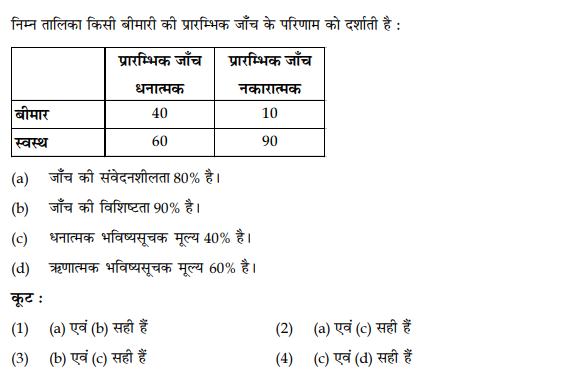 निम्न तालिका किसी बीमारी की प्रारम्भिक जाँच के परिणाम को दर्शाती है :
प्रारम्भिक जाँच धनात्मक प्रारम्भिक जाँच नकारात्मक
बीमार 40 10
स्वस्थ 60 90
(a) जाँच की संवेदनशीलता 80% है।
(b) जाँच की विशिष्टता 90% है।
(c) धनात्मक भविष्यसूचक मूल्य 40% है।
(d) ऋणात्मक भविष्यसूचक मूल्य 60% है।
कूट :
(1) (a) एवं (b) सही हैं (2) (a) एवं (c) सही हैं
(3) (b) एवं (c) सही हैं (4) (c) एवं (d) सही हैं